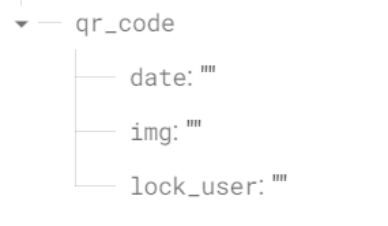 qr_code
date: ""
img: ""
lock_user: ""